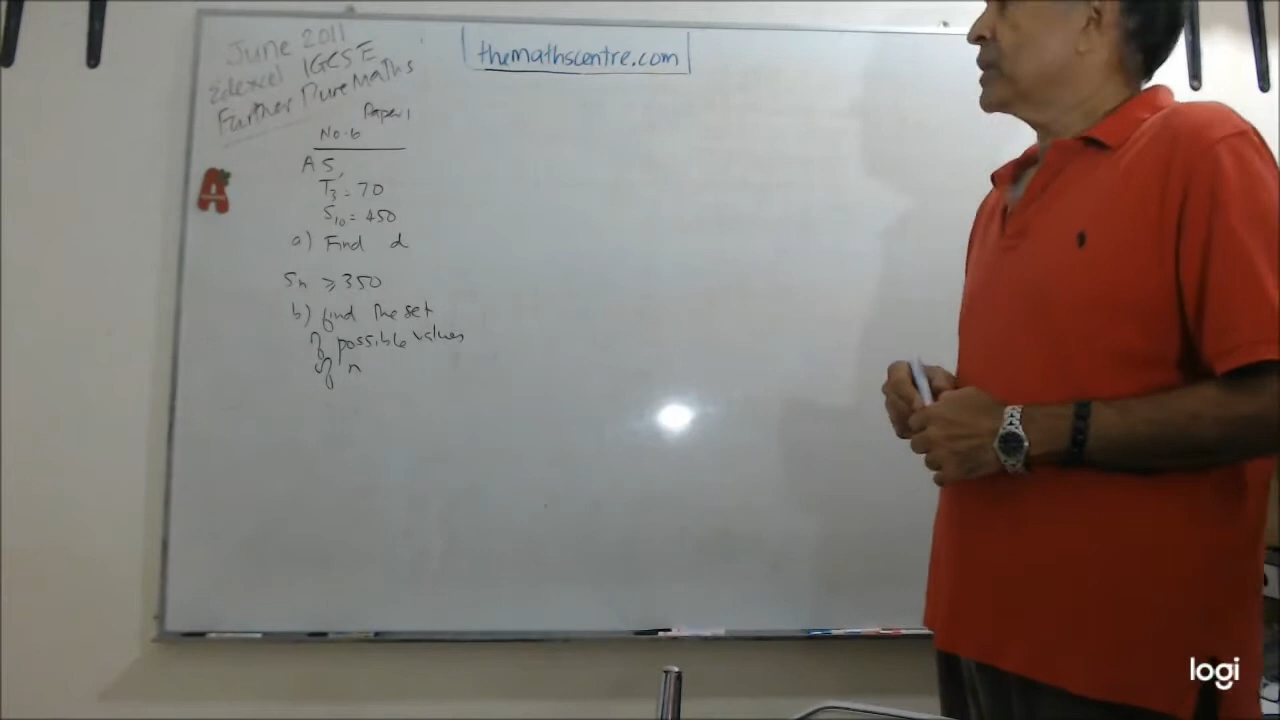 June 2011
Edexcel IGCSE
Further Pure Maths
Paper 1
No. 6
themathscentre.com
A
A S,
T₃ = 70
S₁₀ = 450
a) Find d
Sn ≥ 350
b) find the set
of possible values
of n
logi